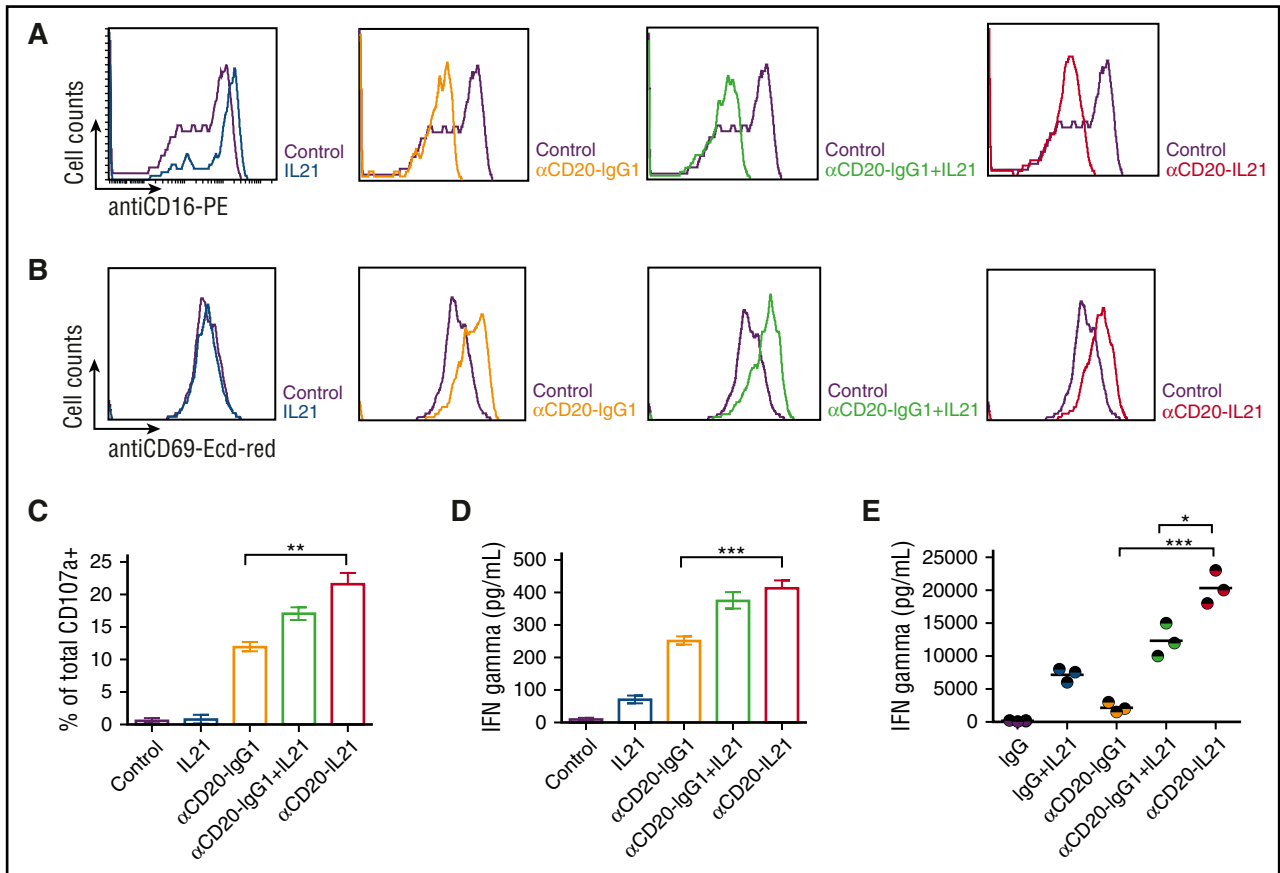 A
Cell counts
antiCD16-PE
Control
IL21
Control
αCD20-IgG1
Control
αCD20-IgG1+IL21
Control
αCD20-IL21
B
Cell counts
antiCD69-Ecd-red
Control
IL21
Control
αCD20-IgG1
Control
αCD20-IgG1+IL21
Control
αCD20-IL21
C
% of total CD107a+
25
20
15
10
5
0
**
Control
IL21
αCD20-IgG1
αCD20-IgG1+IL21
αCD20-IL21
D
IFN gamma (pg/mL)
500
400
300
200
100
0
***
Control
IL21
αCD20-IgG1
αCD20-IgG1+IL21
αCD20-IL21
E
IFN gamma (pg/mL)
25000
20000
15000
10000
5000
0
*
***
IgG
IgG+IL21
αCD20-IgG1
αCD20-IgG1+IL21
αCD20-IL21